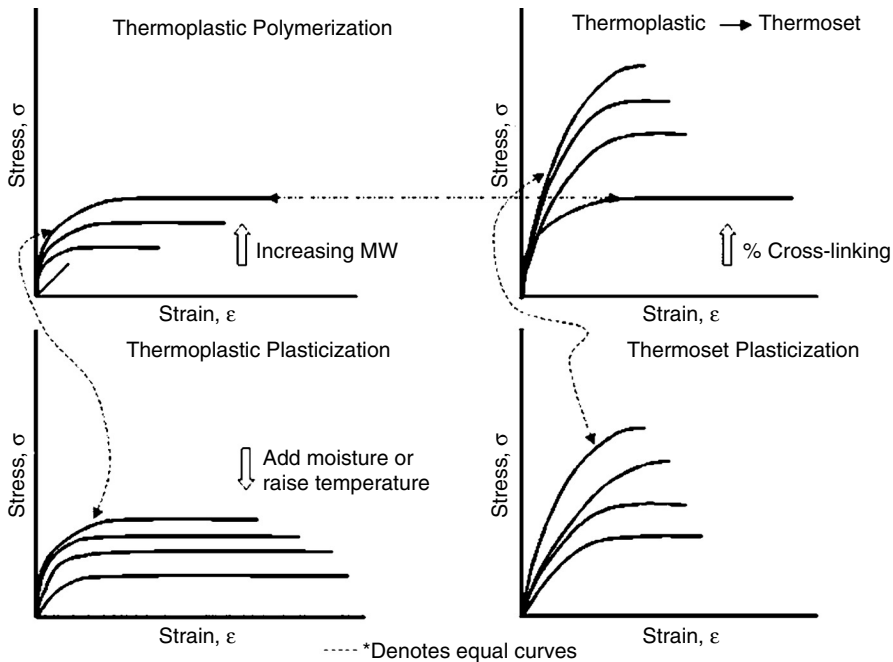 Thermoplastic Polymerization
Stress, σ
Increasing MW
Strain, ε
Thermoplastic → Thermoset
Stress, σ
% Cross-linking
Strain, ε
Thermoplastic Plasticization
Stress, σ
Add moisture or
raise temperature
Strain, ε
Thermoset Plasticization
Stress, σ
Strain, ε
*Denotes equal curves